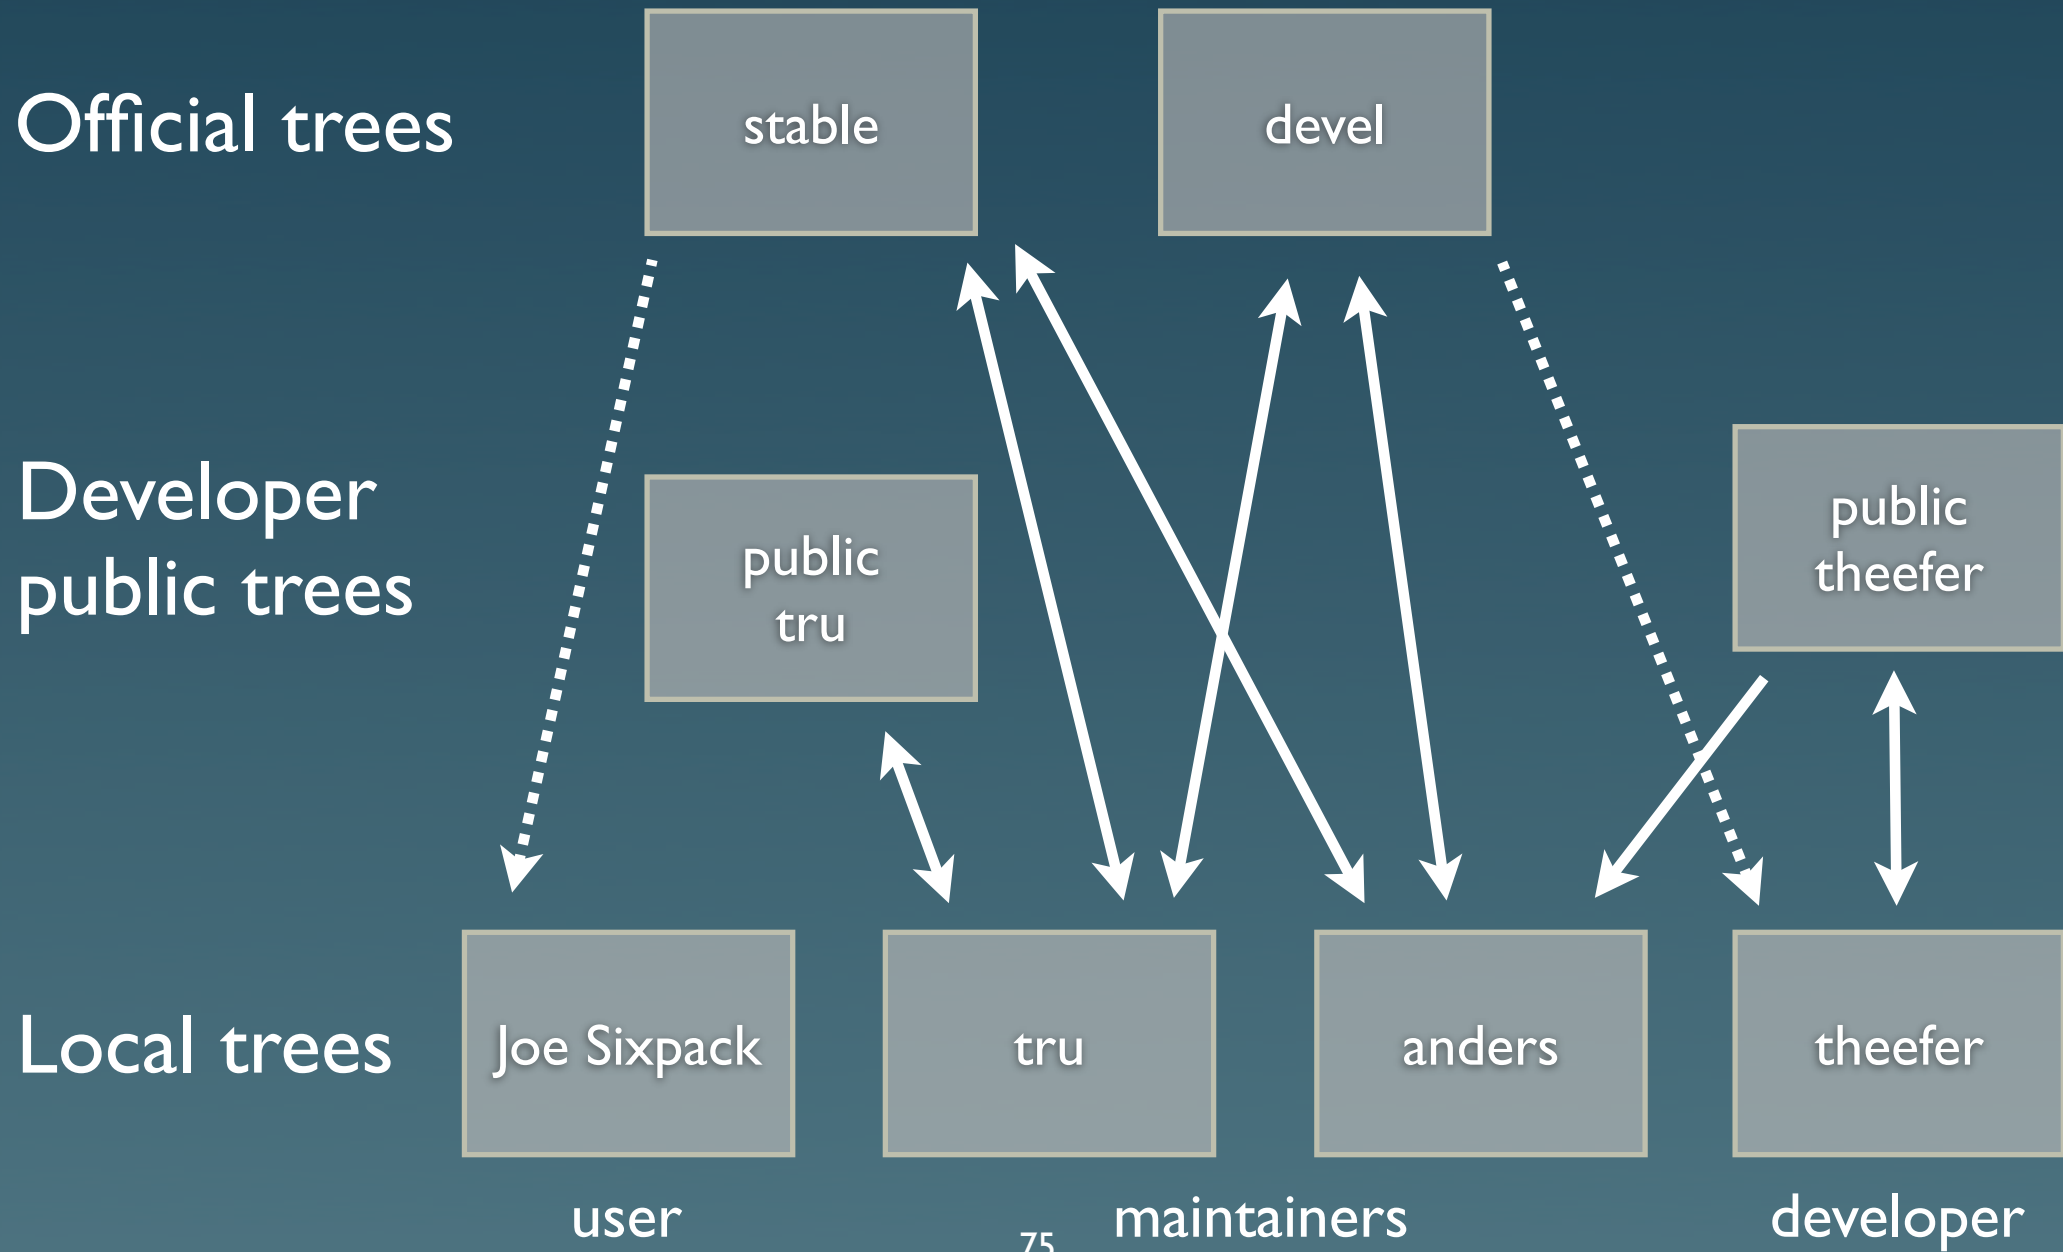 Official trees
stable
devel
Developer
public trees
public
tru
public
theefer
Local trees
Joe Sixpack
tru
anders
theefer
user
maintainers
developer
75